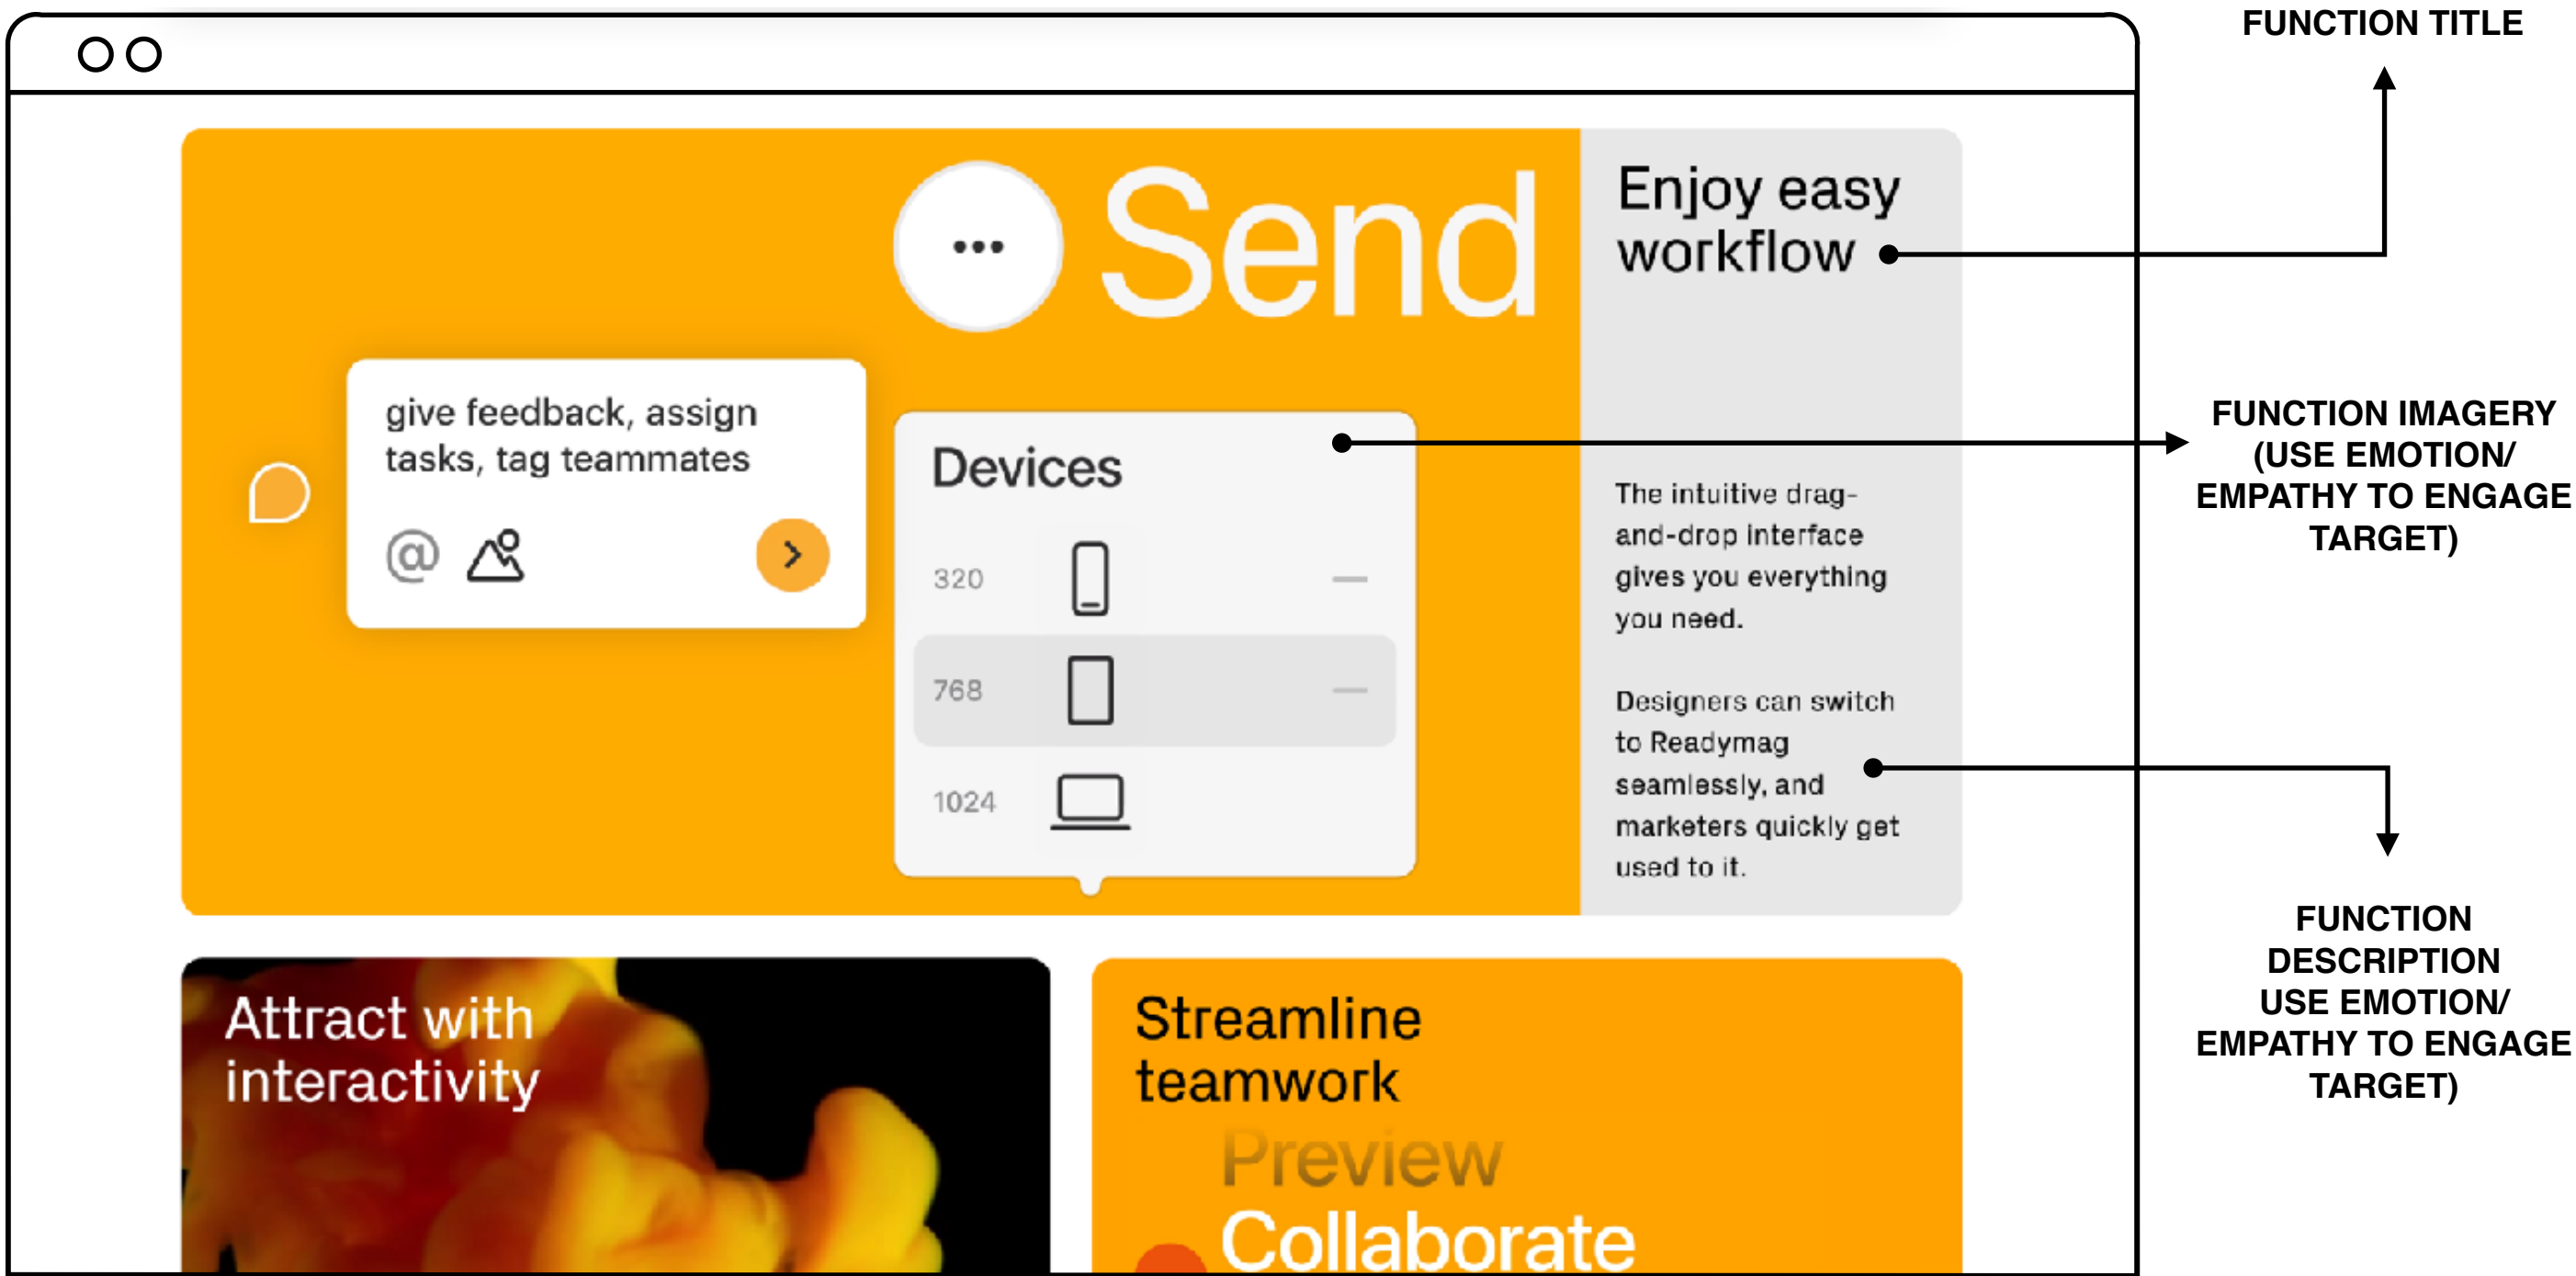 FUNCTION TITLE
Send
Enjoy easy
workflow
give feedback, assign
tasks, tag teammates
@
Devices
320
768
1024
The intuitive drag-
and-drop interface
gives you everything
you need.
Designers can switch
to Readymag
seamlessly, and
marketers quickly get
used to it.
FUNCTION IMAGERY
(USE EMOTION/
EMPATHY TO ENGAGE
TARGET)
FUNCTION
DESCRIPTION
USE EMOTION/
EMPATHY TO ENGAGE
TARGET)
Attract with
interactivity
Streamline
teamwork
Preview
Collaborate